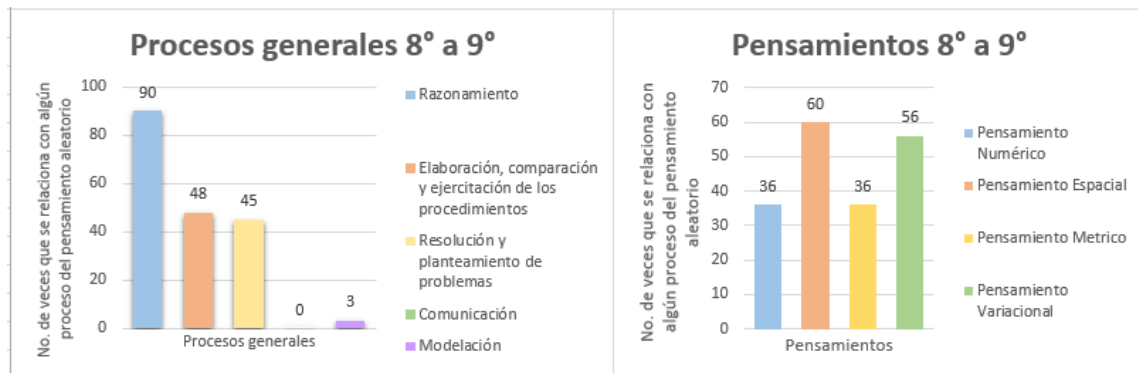 Procesos generales 8° a 9°
No. de veces que se relaciona con algún
proceso del pensamiento aleatorio
100
80
60
40
20
0
90
48
45
0
3
Procesos generales
Razonamiento
Elaboración, comparación
y ejercitación de los
procedimientos
Resolución y
planteamiento de
problemas
Comunicación
Modelación
Pensamientos 8° a 9°
No. de veces que se relaciona con
algún proceso del pensamiento
aleatorio
70
60
50
40
30
20
10
0
36
60
36
56
Pensamientos
Pensamiento
Numérico
Pensamiento Espacial
Pensamiento Metrico
Pensamiento
Variacional